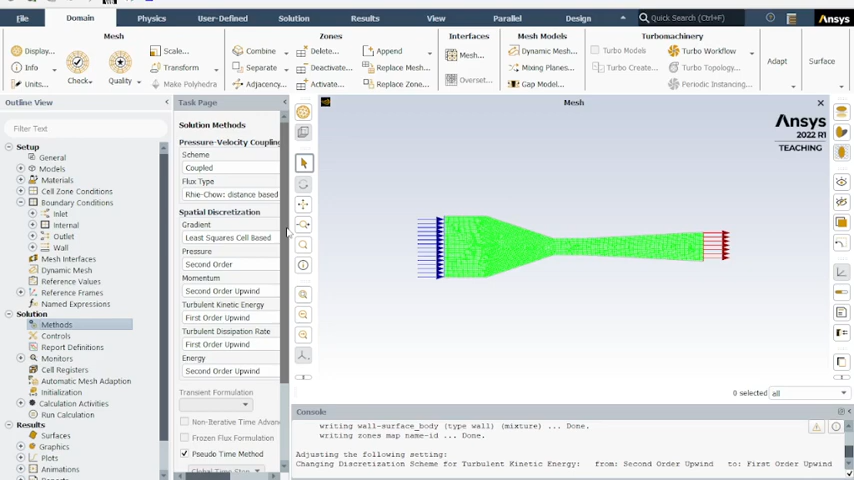 File Domain Physics User-Defined Solution Results View Parallel Design Quick Search (Ctrl+F) Ansys
Mesh Zones Interfaces Mesh Models Turbomachinery
Display... Scale... Combine Delete... Append Mesh... Dynamic Mesh... Turbo Models Turbo Workflow
Info Transform Separate Deactivate... Replace Mesh... Mixing Planes... Turbo Create... Turbo Topology... Adapt Surface
Units... Check Quality Make Polyhedra Adjacency... Activate... Replace Zone... Overset... Gap Model... Periodic Instancing...
Outline View
Filter Text
Setup
General
Models
Materials
Cell Zone Conditions
Boundary Conditions
Inlet
Internal
Outlet
Wall
Mesh Interfaces
Dynamic Mesh
Reference Values
Reference Frames
Named Expressions
Solution
Methods
Controls
Report Definitions
Monitors
Cell Registers
Automatic Mesh Adaption
Initialization
Calculation Activities
Run Calculation
Results
Surfaces
Graphics
Plots
Animations
Task Page
Solution Methods
Pressure-Velocity Coupling
Scheme
Coupled
Flux Type
Rhie-Chow: distance based
Spatial Discretization
Gradient
Least Squares Cell Based
Pressure
Second Order
Momentum
Second Order Upwind
Turbulent Kinetic Energy
First Order Upwind
Turbulent Dissipation Rate
First Order Upwind
Energy
Second Order Upwind
Transient Formulation
Non-Iterative Time Advan
Frozen Flux Formulation
Pseudo Time Method
Mesh
Ansys
2022 R1
TEACHING
0 selected all
Console
writing wall-surface_body (type wall) (mixture) ... Done.
writing zones map name-id ... Done.
Adjusting the following setting:
Changing Discretization Scheme for Turbulent Kinetic Energy: from: Second Order Upwind to: First Order Upwind